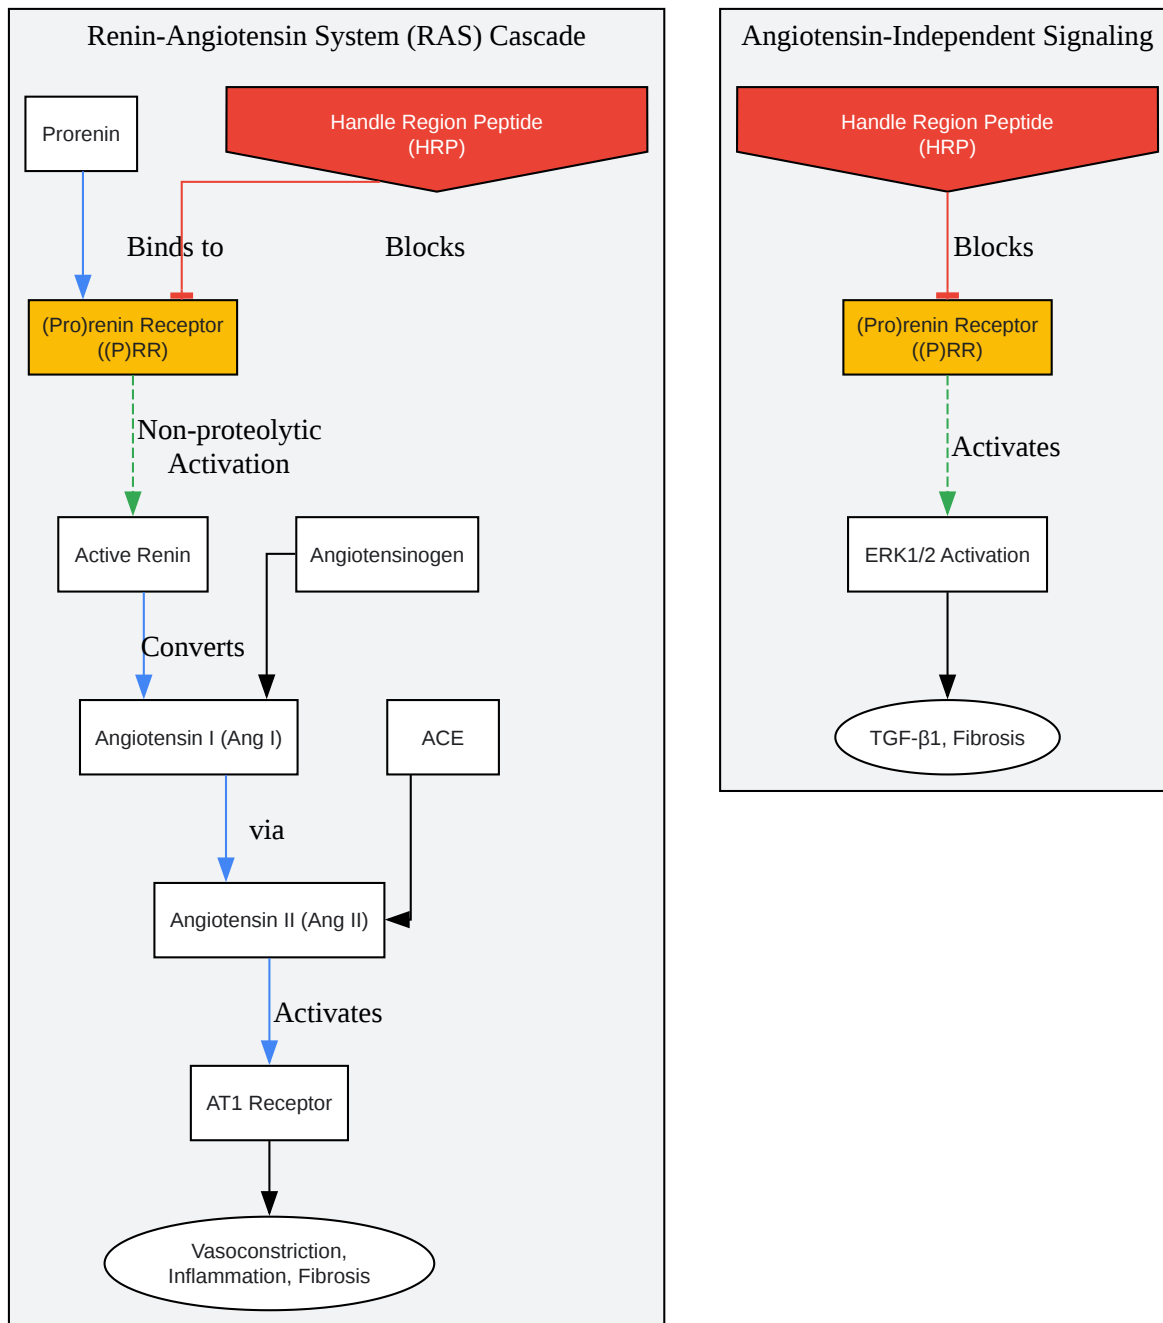 Renin-Angiotensin System (RAS) Cascade
Prorenin
Handle Region Peptide
(HRP)
Binds to
Blocks
(Pro)renin Receptor
((P)RR)
Non-proteolytic
Activation
Active Renin
Angiotensinogen
Converts
Angiotensin I (Ang I)
ACE
via
Angiotensin II (Ang II)
Activates
AT1 Receptor
Vasoconstriction,
Inflammation, Fibrosis
Angiotensin-Independent Signaling
Handle Region Peptide
(HRP)
Blocks
(Pro)renin Receptor
((P)RR)
Activates
ERK1/2 Activation
TGF-β1, Fibrosis